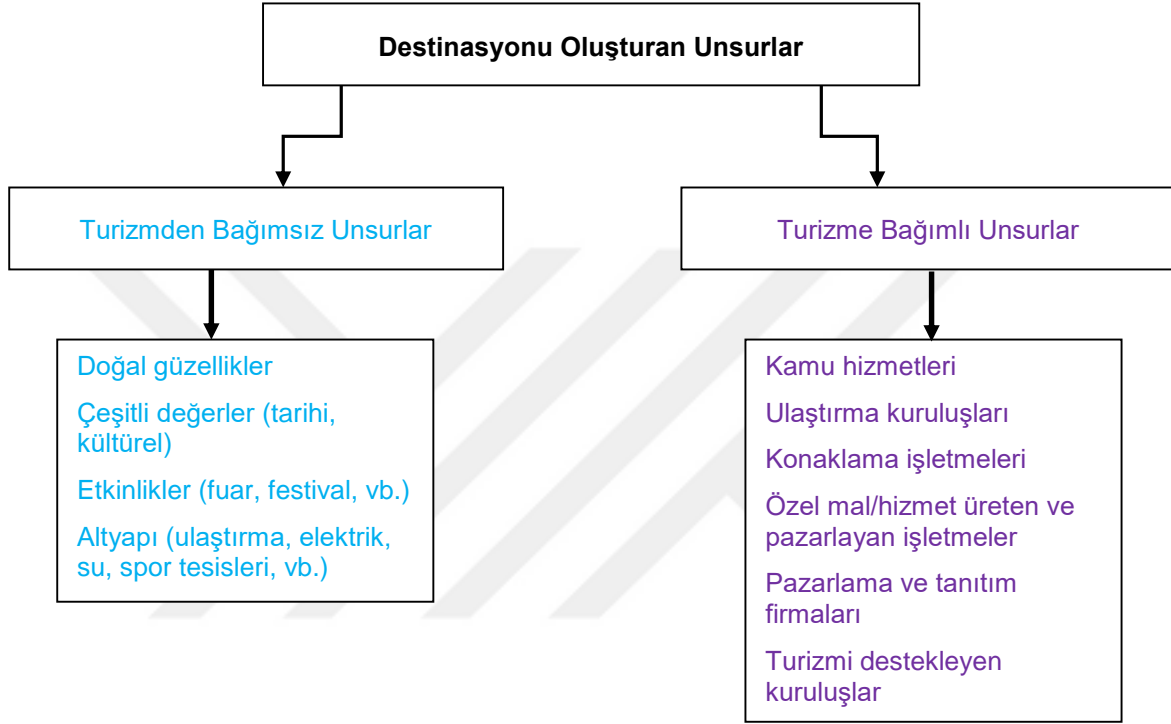 Destinasyonu Oluşturan Unsurlar
Turizmden Bağımsız Unsurlar
Turizme Bağımlı Unsurlar
Doğal güzellikler
Çeşitli değerler (tarihi,
kültürel)
Etkinlikler (fuar, festival, vb.)
Altyapı (ulaştırma, elektrik,
su, spor tesisleri, vb.)
Kamu hizmetleri
Ulaştırma kuruluşları
Konaklama işletmeleri
Özel mal/hizmet üreten ve
pazarlayan işletmeler
Pazarlama ve tanıtım
firmaları
Turizmi destekleyen
kuruluşlar